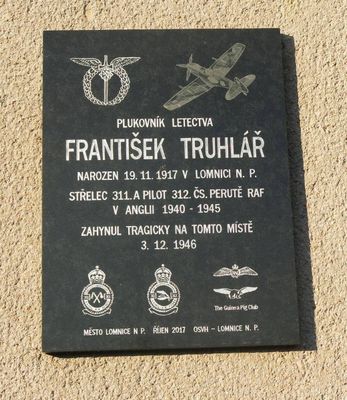 PLUKOVNÍK LETECTVA
FRANTIŠEK TRUHLÁŘ
NAROZEN 19. 11. 1917 V LOMNICI N. P.
STŘELEC 311. A PILOT 312. ČS. PERUTĚ RAF
V ANGLII 1940 - 1945
ZAHYNUL TRAGICKY NA TOMTO MÍSTĚ
3. 12. 1946
The Guinea Pig Club
MĚSTO LOMNICE N P. ŘÍJEN 2017 OSVH – LOMNICE N. P.